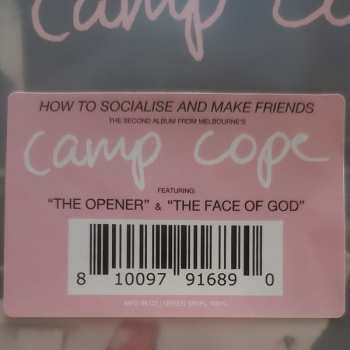 camp co
HOW TO SOCIALISE AND MAKE FRIENDS
THE SECOND ALBUM FROM MELBOURNE'S
camp cope
FEATURING:
“THE OPENER” & “THE FACE OF GOD”
8 10097 91689 0